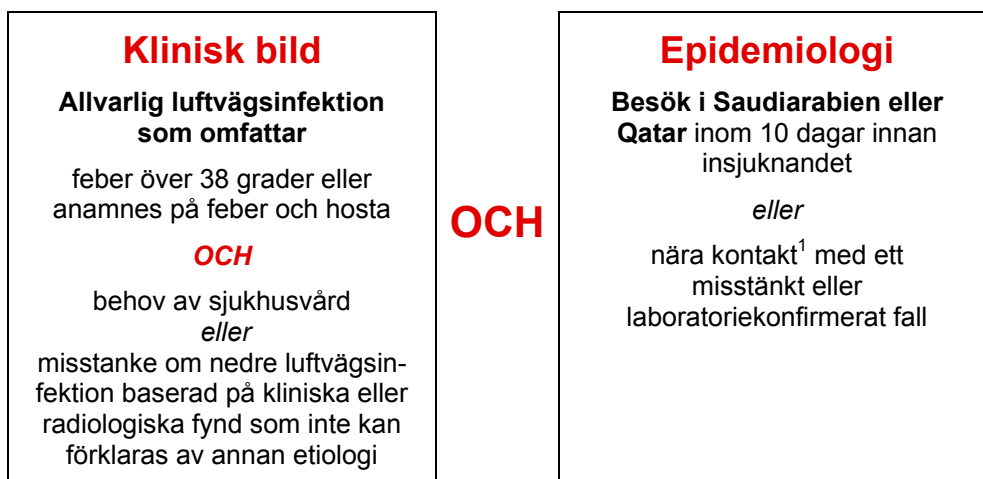 Klinisk bild
Allvarlig luftvägsinfektion
som omfattar
feber över 38 grader eller
anamnes på feber och hosta
OCH
behov av sjukhusvård
eller
misstanke om nedre luftvägsin-
fektion baserad på kliniska eller
radiologiska fynd som inte kan
förklaras av annan etiologi
OCH
Epidemiologi
Besök i Saudiarabien eller
Qatar inom 10 dagar innan
insjuknandet
eller
nära kontakt¹ med ett
misstänkt eller
laboratoriekonfirmerat fall